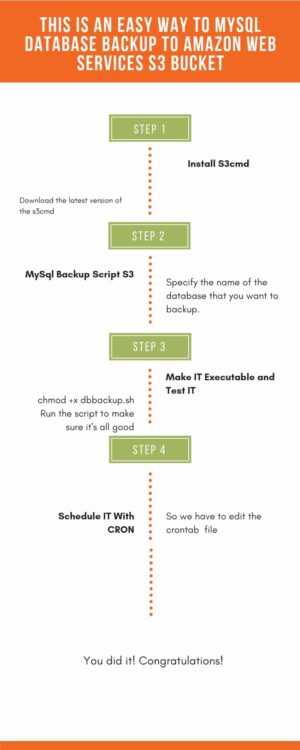 THIS IS AN EASY WAY TO MYSQL
DATABASE BACKUP TO AMAZON WEB
SERVICES S3 BUCKET
STEP 1
Install S3cmd
Download the latest version of
the s3cmd
STEP 2
MySql Backup Script S3
Specify the name of the
database that you want to
backup.
STEP 3
Make IT Executable and
Test IT
chmod +x dbbackup.sh
Run the script to make
sure it's all good
STEP 4
Schedule IT With
CRON
So we have to edit the
crontab file
You did it! Congratulations!